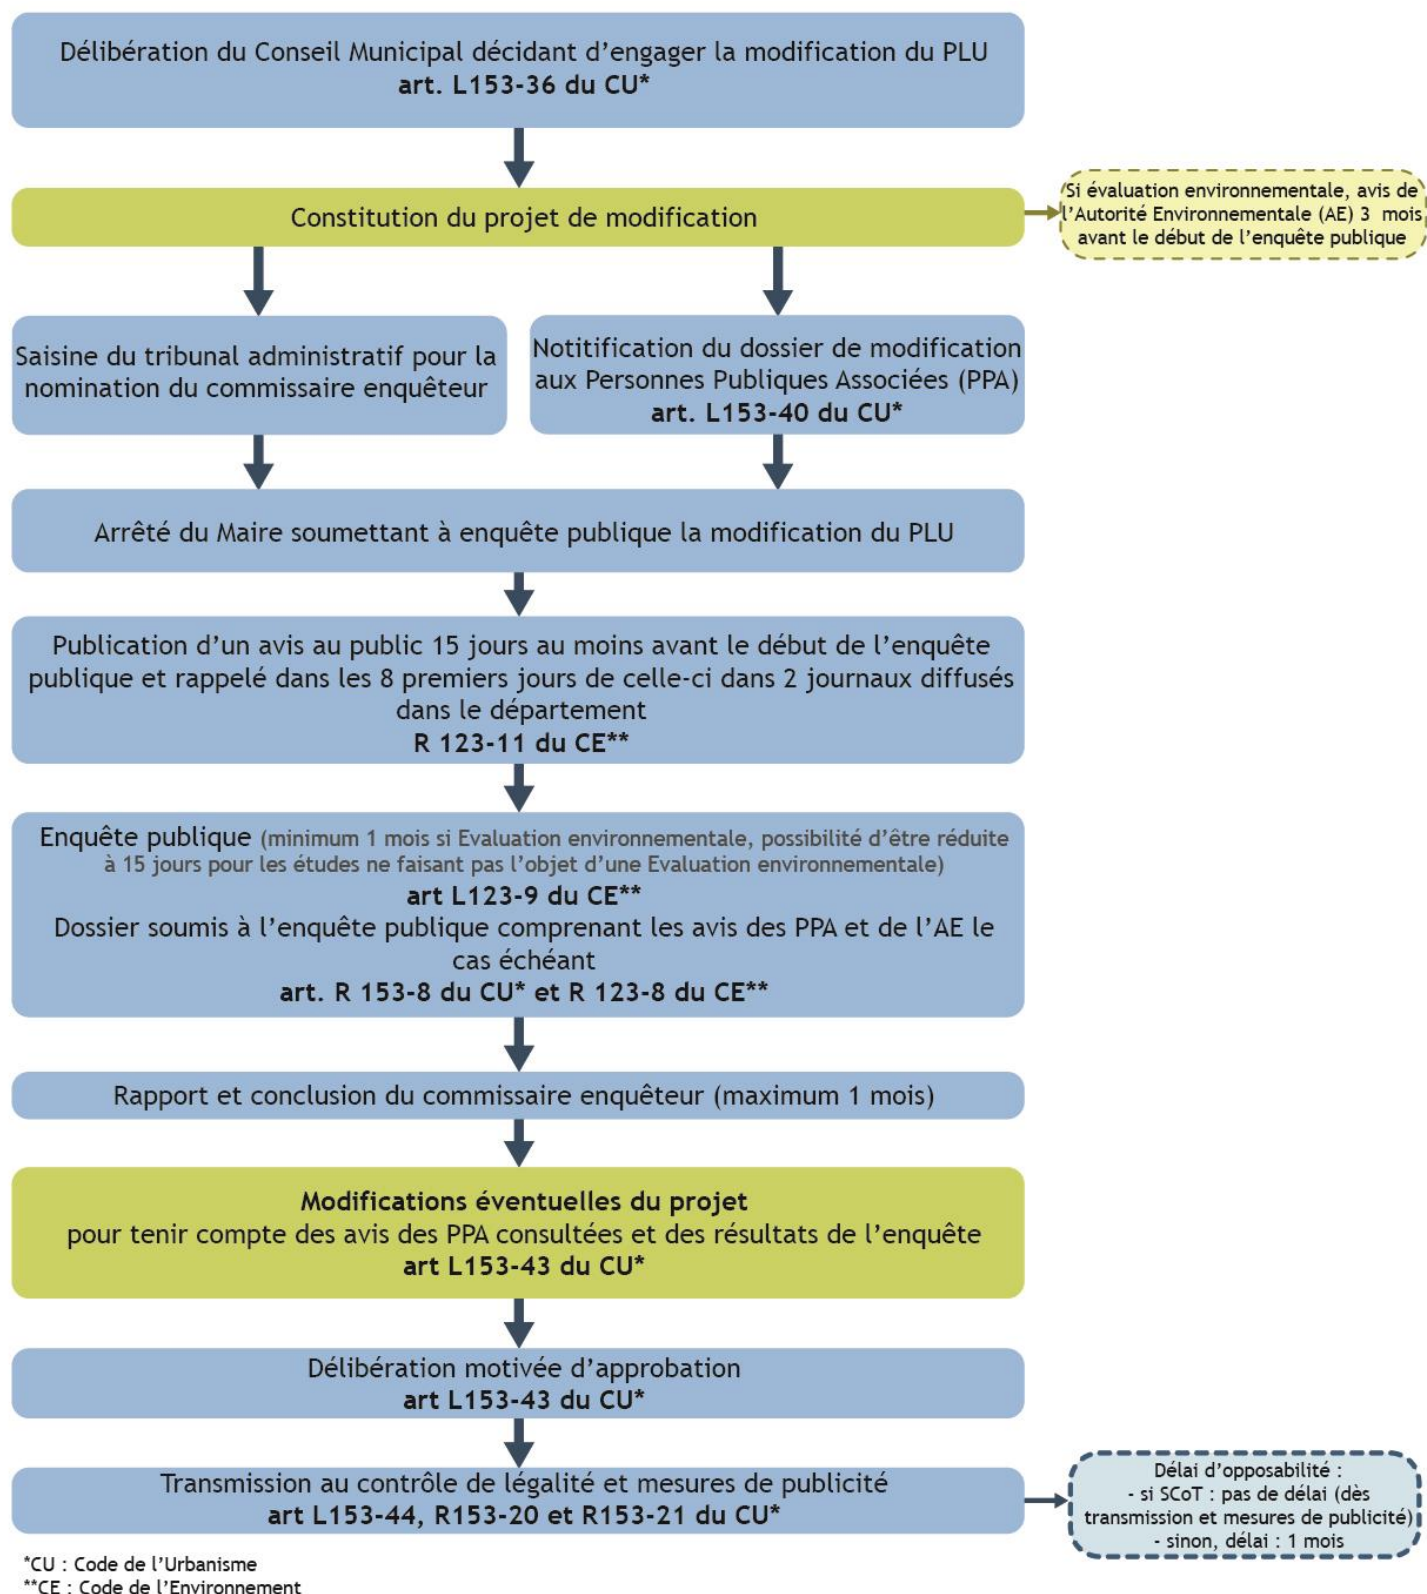 Délibération du Conseil Municipal décidant d'engager la modification du PLU
art. L153-36 du CU*
Constitution du projet de modification
Si évaluation environnementale, avis de
l'Autorité Environnementale (AE) 3 mois
avant le début de l'enquête publique
Saisine du tribunal administratif pour la
nomination du commissaire enquêteur
Notitification du dossier de modification
aux Personnes Publiques Associées (PPA)
art. L153-40 du CU*
Arrêté du Maire soumettant à enquête publique la modification du PLU
Publication d'un avis au public 15 jours au moins avant le début de l'enquête
publique et rappelé dans les 8 premiers jours de celle-ci dans 2 journaux diffusés
dans le département
R 123-11 du CE**
Enquête publique (minimum 1 mois si Evaluation environnementale, possibilité d'être réduite
à 15 jours pour les études ne faisant pas l'objet d'une Evaluation environnementale)
art L123-9 du CE**
Dossier soumis à l'enquête publique comprenant les avis des PPA et de l'AE le
cas échéant
art. R 153-8 du CU* et R 123-8 du CE**
Rapport et conclusion du commissaire enquêteur (maximum 1 mois)
Modifications éventuelles du projet
pour tenir compte des avis des PPA consultées et des résultats de l'enquête
art L153-43 du CU*
Délibération motivée d'approbation
art L153-43 du CU*
Transmission au contrôle de légalité et mesures de publicité
art L153-44, R153-20 et R153-21 du CU*
Délai d'opposabilité :
- si SCoT : pas de délai (dès
transmission et mesures de publicité)
- sinon, délai : 1 mois
*CU : Code de l'Urbanisme
**CE : Code de l'Environnement